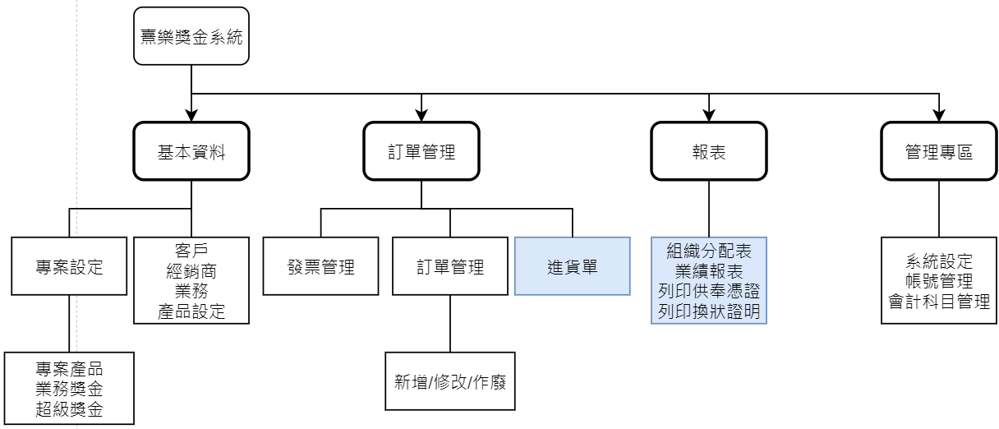 熹樂獎金系統
基本資料
訂單管理
報表
管理專區
專案設定
客戶
經銷商
業務
產品設定
發票管理
訂單管理
進貨單
組織分配表
業績報表
列印供奉憑證
列印換狀證明
系統設定
帳號管理
會計科目管理
專案產品
業務獎金
超級獎金
新增/修改/作廢